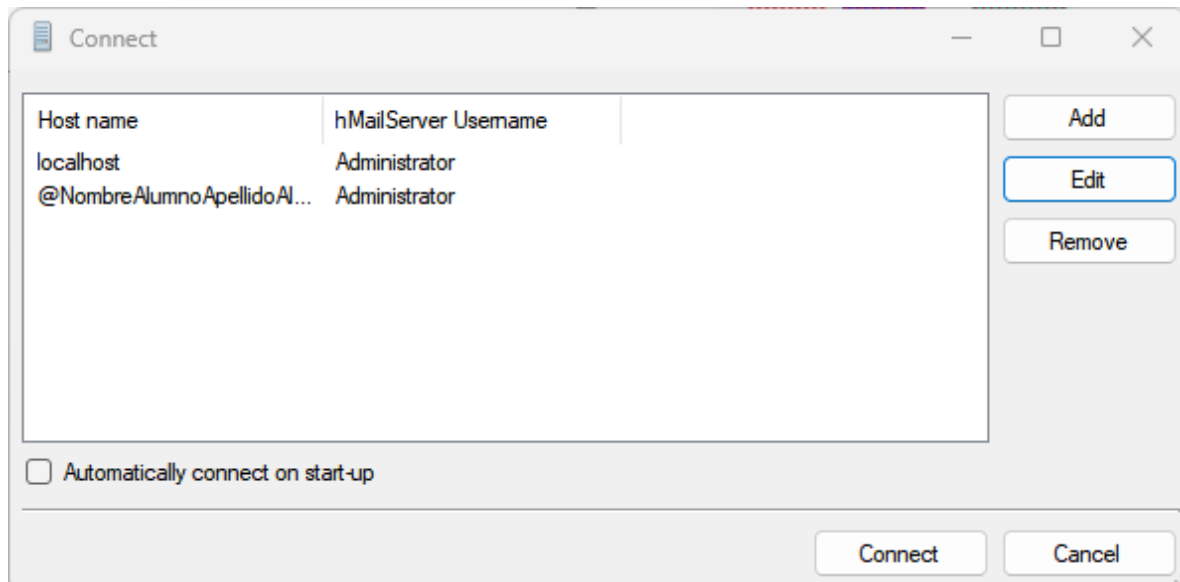 Connect
Host name hMailServer Username
localhost Administrator
@NombreAlumnoApellidoAl... Administrator
Add
Edit
Remove
Automatically connect on start-up
Connect Cancel